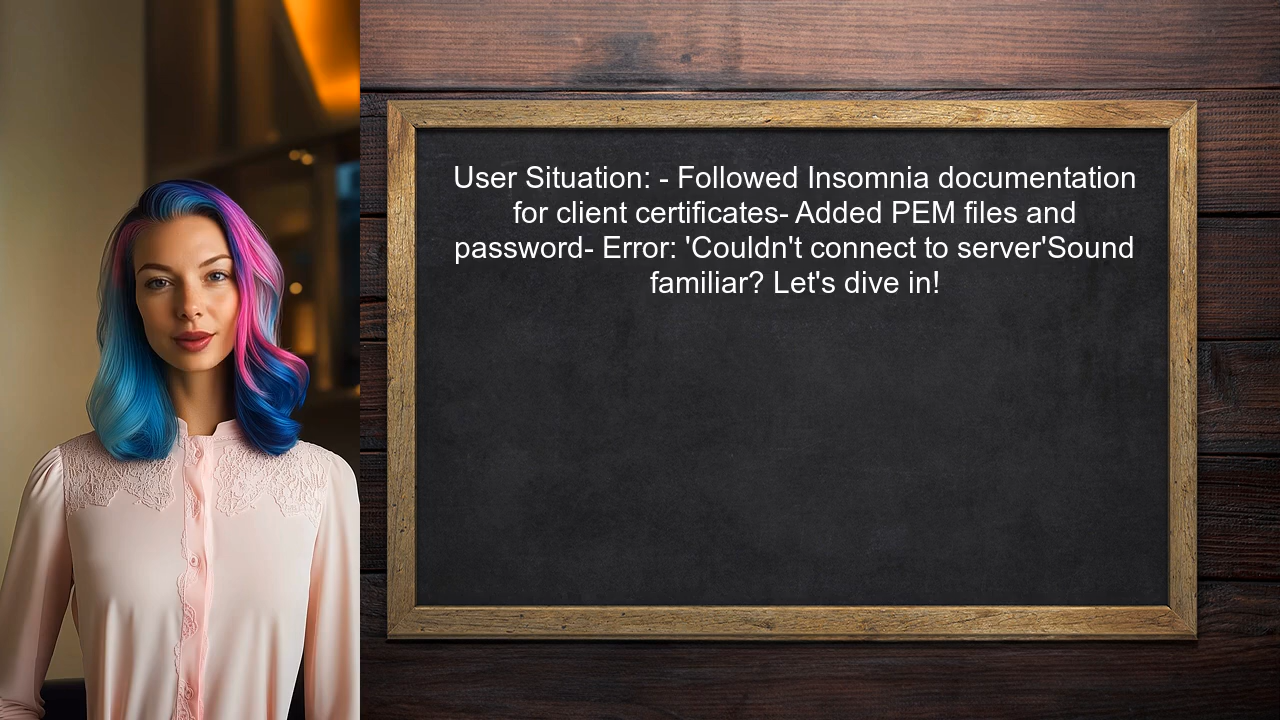 User Situation: - Followed Insomnia documentation
for client certificates- Added PEM files and
password- Error: 'Couldn't connect to server'Sound
familiar? Let's dive in!